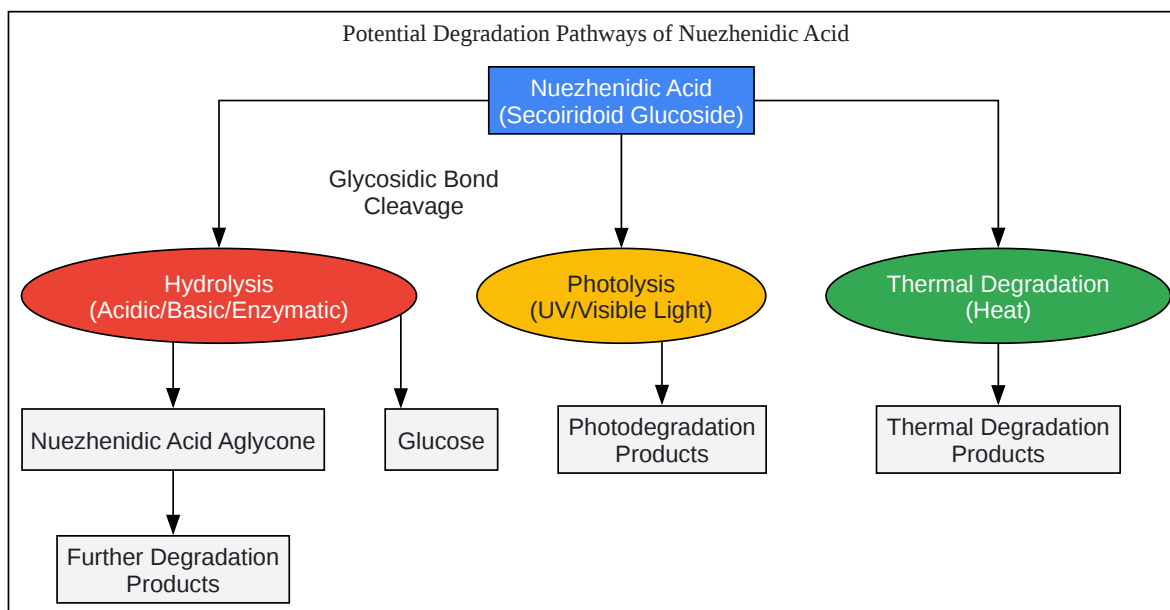 Potential Degradation Pathways of Nuezhenidic Acid
Nuezhenidic Acid
(Secoiridoid Glucoside)
Glycosidic Bond
Cleavage
Hydrolysis
(Acidic/Basic/Enzymatic)
Photolysis
(UV/Visible Light)
Thermal Degradation
(Heat)
Nuezhenidic Acid Aglycone
Glucose
Photodegradation
Products
Thermal Degradation
Products
Further Degradation
Products